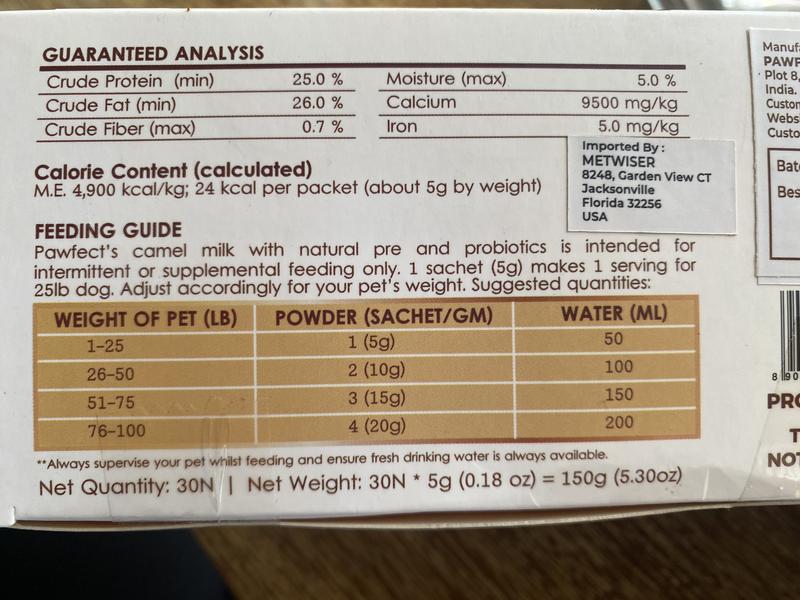 GUARANTEED ANALYSIS
Crude Protein (min) 25.0 % Moisture (max) 5.0 %
Crude Fat (min) 26.0 % Calcium 9500 mg/kg
Crude Fiber (max) 0.7 % Iron 5.0 mg/kg
Calorie Content (calculated)
M.E. 4,900 kcal/kg; 24 kcal per packet (about 5g by weight)
Imported By :
METWISER
8248, Garden View CT
Jacksonville
Florida 32256
USA
FEEDING GUIDE
Pawfect's camel milk with natural pre and probiotics is intended for
intermittent or supplemental feeding only. 1 sachet (5g) makes 1 serving for
25lb dog. Adjust accordingly for your pet's weight. Suggested quantities:
WEIGHT OF PET (LB) POWDER (SACHET/GM) WATER (ML)
1-25 1 (5g) 50
26-50 2 (10g) 100
51-75 3 (15g) 150
76-100 4 (20g) 200
**Always supervise your pet whilst feeding and ensure fresh drinking water is always available.
Net Quantity: 30N | Net Weight: 30N * 5g (0.18 oz) = 150g (5.30oz)
Plot 8,
India.
8 90